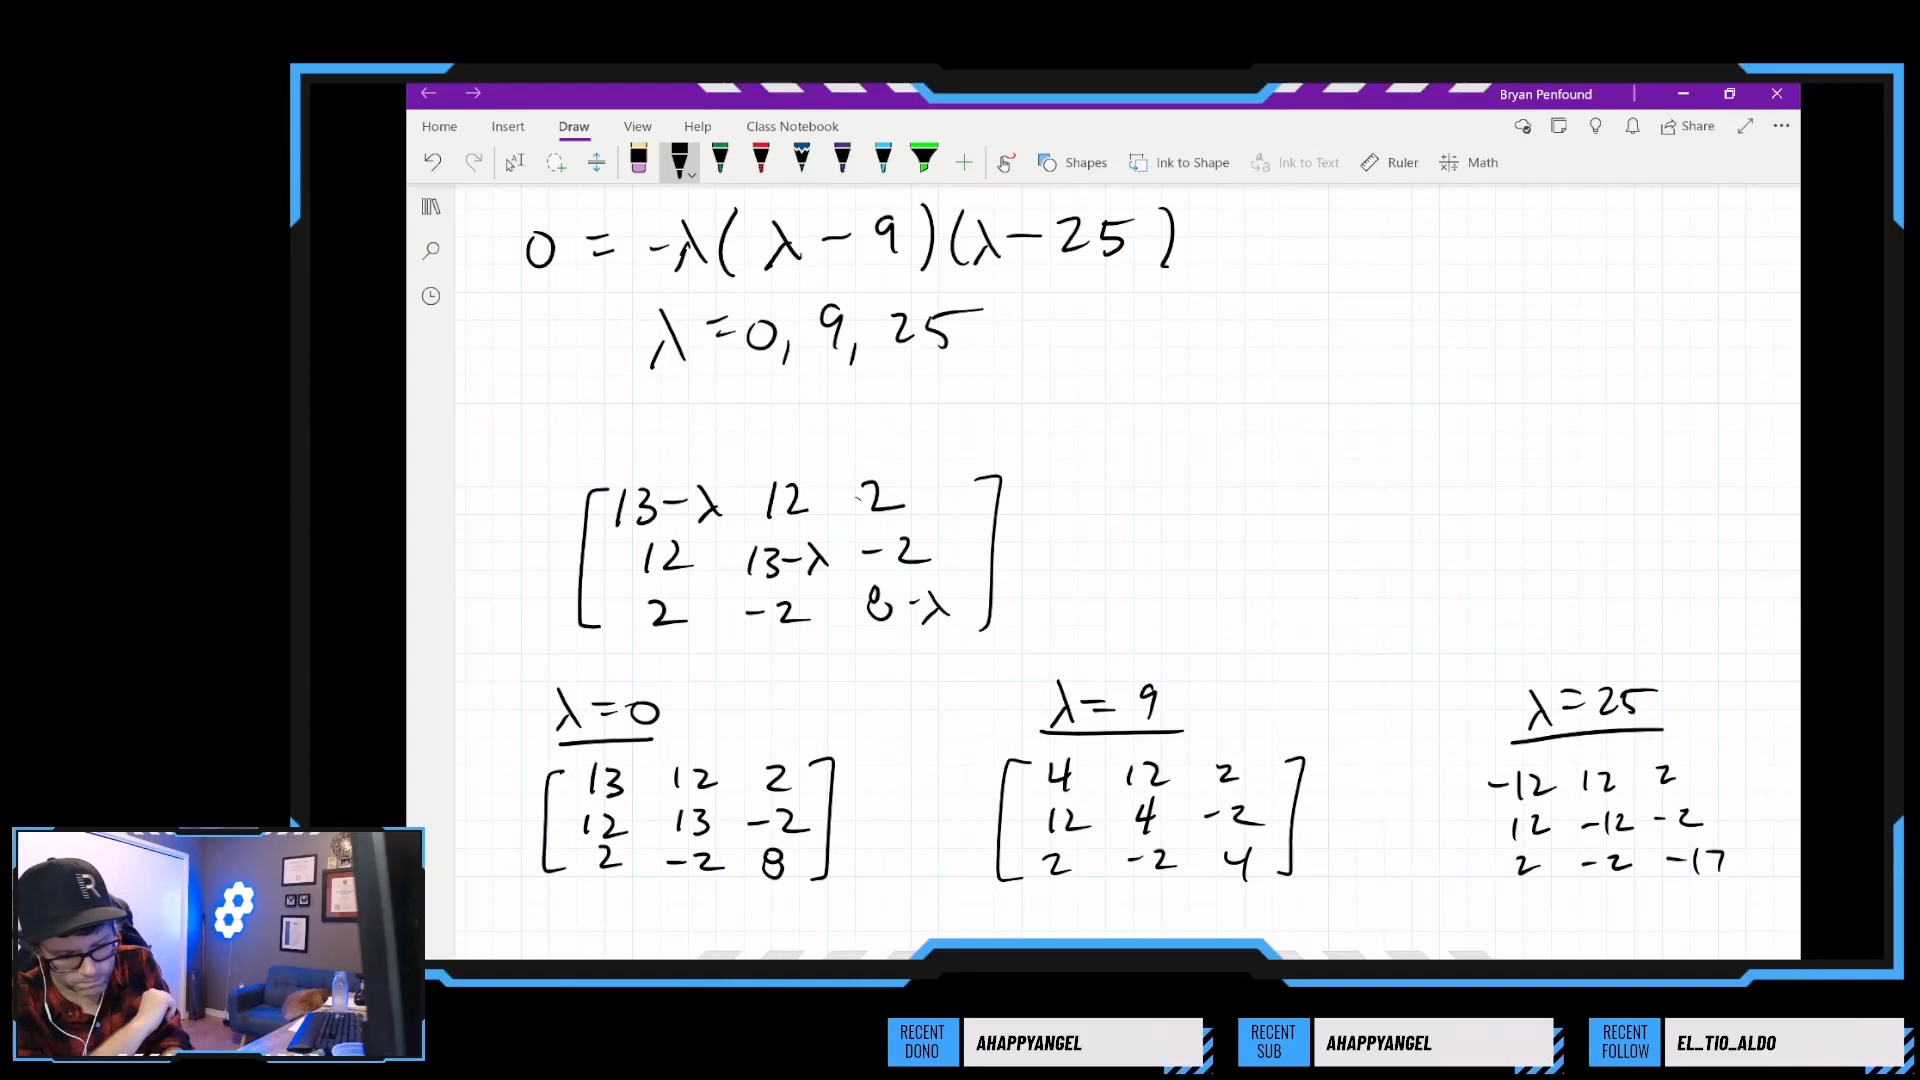 Bryan Penfound
Home Insert Draw View Help Class Notebook
Share
Shapes Ink to Shape Ink to Text Ruler Math
0 = -λ(λ-9)(λ-25)
λ=0, 9, 25
13-λ 12 2
12 13-λ -2
2 -2 8-λ
λ=0
13 12 2
12 13 -2
2 -2 8
λ=9
4 12 2
12 4 -2
2 -2 4
λ=25
-12 12 2
12 -12 -2
2 -2 -17
R
RECENT DONO AHAPPYANGEL
RECENT SUB AHAPPYANGEL
RECENT FOLLOW EL_TIO_ALDO